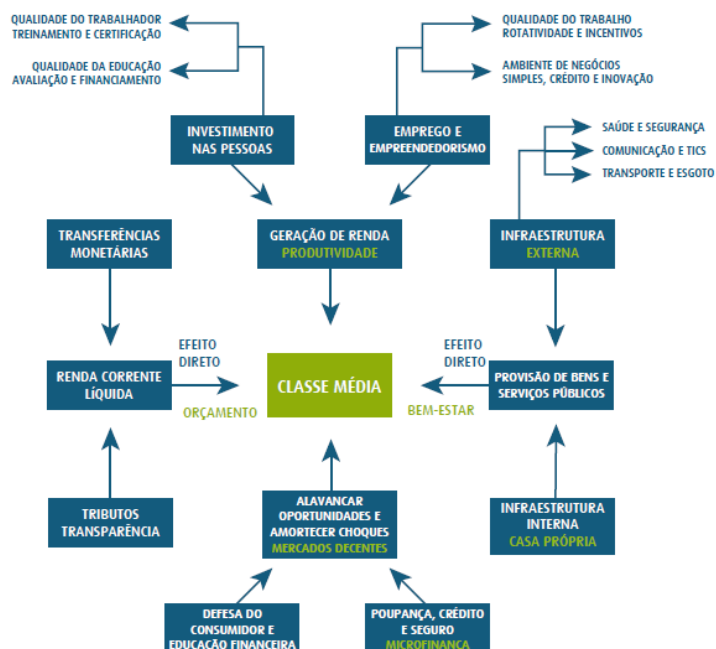 QUALIDADE DO TRABALHADOR
TREINAMENTO E CERTIFICAÇÃO
QUALIDADE DA EDUCAÇÃO
AVALIAÇÃO E FINANCIAMENTO
QUALIDADE DO TRABALHO
ROTATIVIDADE E INCENTIVOS
AMBIENTE DE NEGÓCIOS
SIMPLES, CRÉDITO E INOVAÇÃO
INVESTIMENTO
NAS PESSOAS
EMPREGO E
EMPREENDEDORISMO
SAÚDE E SEGURANÇA
COMUNICAÇÃO E TICS
TRANSPORTE E ESGOTO
TRANSFERÊNCIAS
MONETÁRIAS
GERAÇÃO DE RENDA
PRODUTIVIDADE
INFRAESTRUTURA
EXTERNA
RENDA CORRENTE
LÍQUIDA
EFEITO
DIRETO
ORÇAMENTO
CLASSE MÉDIA
EFEITO
DIRETO
BEM-ESTAR
PROVISÃO DE BENS E
SERVIÇOS PÚBLICOS
TRIBUTOS
TRANSPARÊNCIA
ALAVANCAR
OPORTUNIDADES E
AMORTECER CHOQUES
MERCADOS DECENTES
INFRAESTRUTURA
INTERNA
CASA PRÓPRIA
DEFESA DO
CONSUMIDOR E
EDUCAÇÃO FINANCEIRA
POUPANÇA, CRÉDITO
E SEGURO
MICROFINANÇA